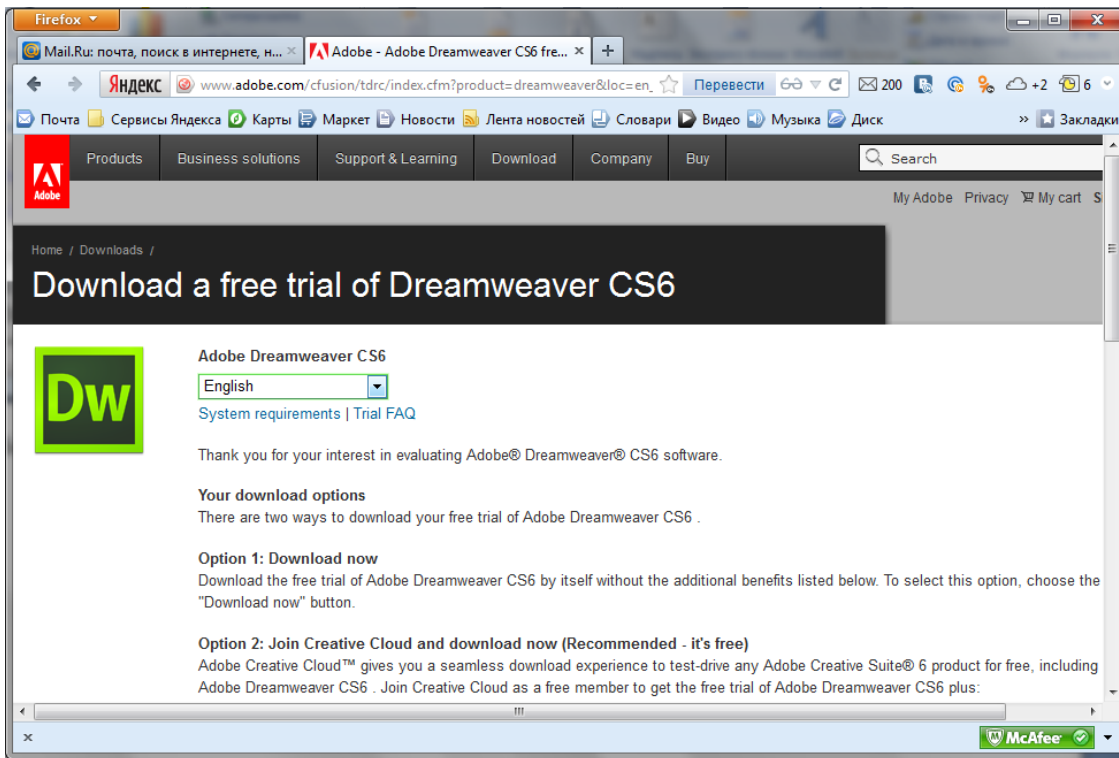 Firefox
Mail.Ru: почта, поиск в интернете, н...
Adobe - Adobe Dreamweaver CS6 fre...
Яндекс
www.adobe.com/cfusion/tdrc/index.cfm?product=dreamweaver&loc=en_
Перевести
200
+2
6
Почта Сервисы Яндекса Карты Маркет Новости Лента новостей Словари Видео Музыка Диск » Закладки
Products Business solutions Support & Learning Download Company Buy
Search
Adobe
My Adobe Privacy My cart
Home / Downloads /
Download a free trial of Dreamweaver CS6
Dw
Adobe Dreamweaver CS6
English
System requirements | Trial FAQ
Thank you for your interest in evaluating Adobe® Dreamweaver® CS6 software.
Your download options
There are two ways to download your free trial of Adobe Dreamweaver CS6 .
Option 1: Download now
Download the free trial of Adobe Dreamweaver CS6 by itself without the additional benefits listed below. To select this option, choose the
"Download now" button.
Option 2: Join Creative Cloud and download now (Recommended - it's free)
Adobe Creative Cloud™ gives you a seamless download experience to test-drive any Adobe Creative Suite® 6 product for free, including
Adobe Dreamweaver CS6 . Join Creative Cloud as a free member to get the free trial of Adobe Dreamweaver CS6 plus:
McAfee